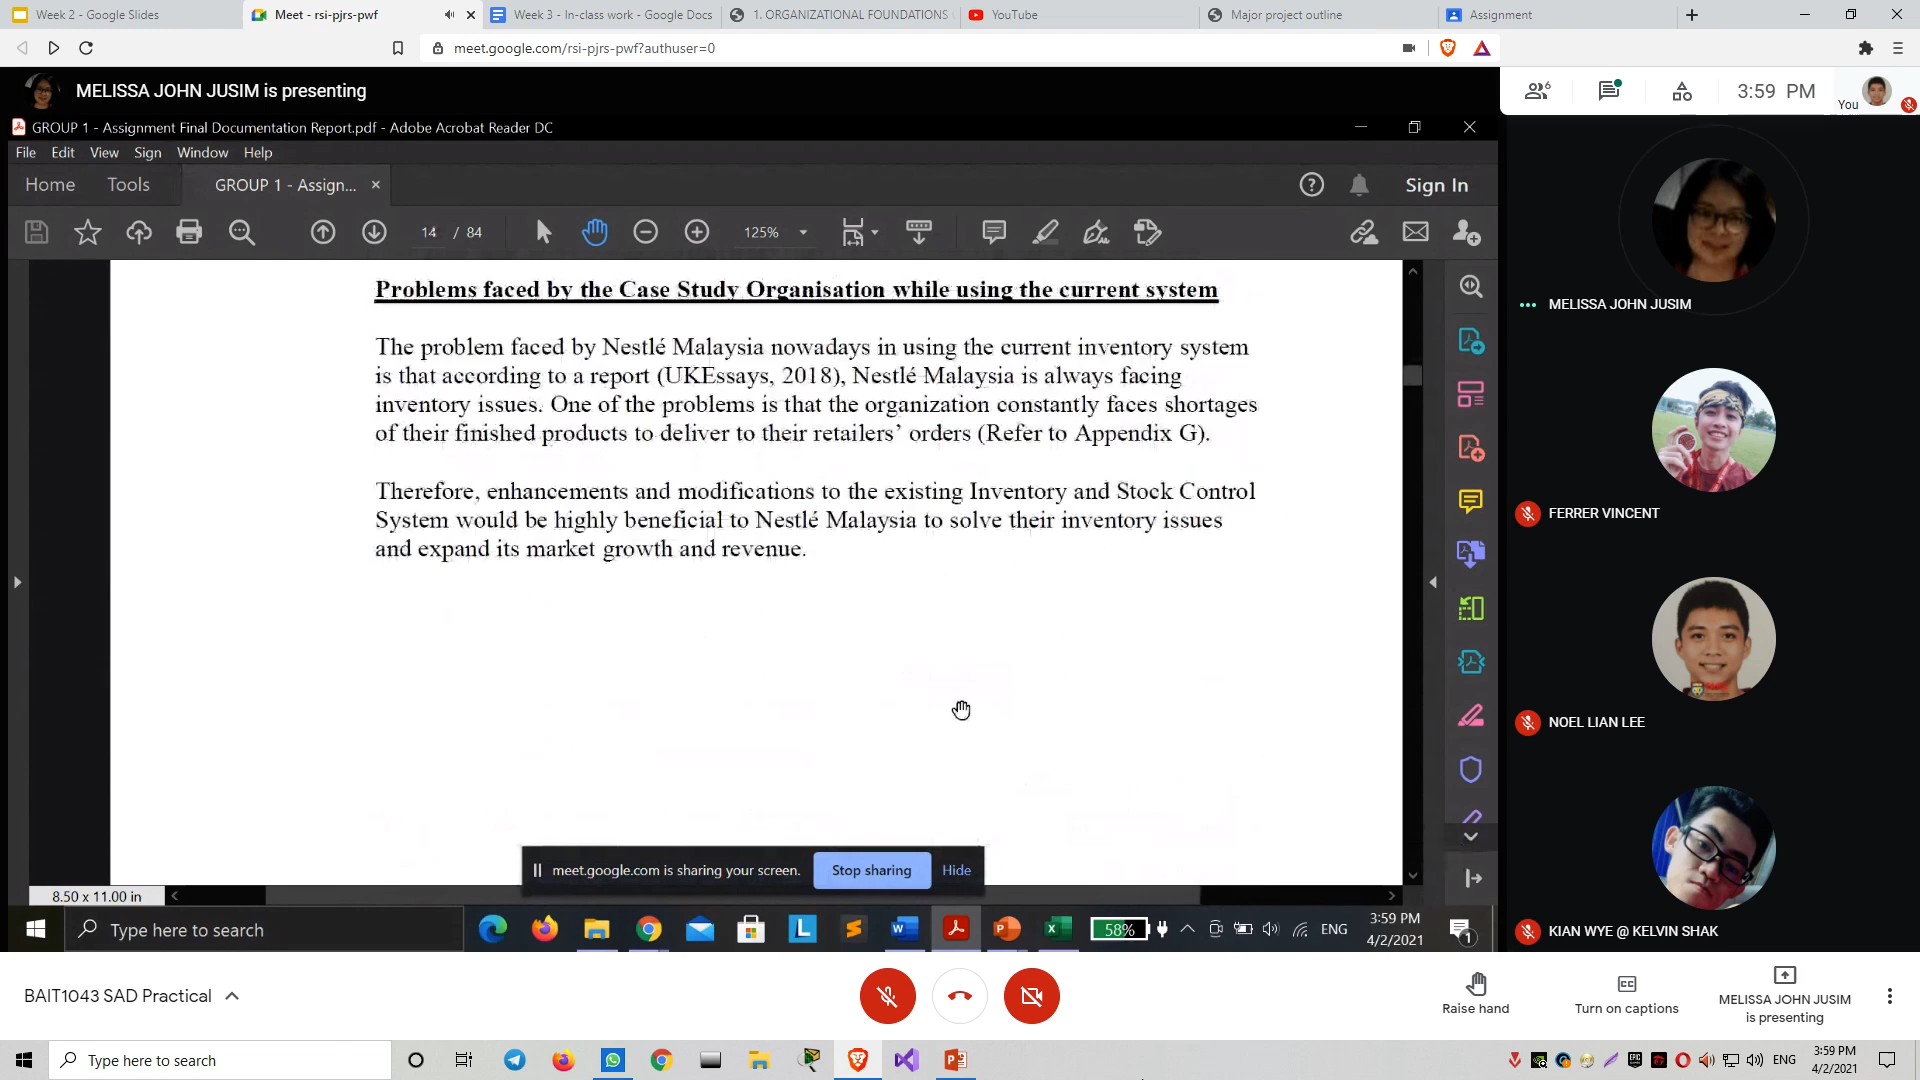 Week 2 - Google Slides
Meet - rsi-pjrs-pwf
Week 3 - In-class work - Google Docs
1. ORGANIZATIONAL FOUNDATIONS
YouTube
Major project outline
Assignment
meet.google.com/rsi-pjrs-pwf?authuser=0
MELISSA JOHN JUSIM is presenting
6
3:59 PM
You
GROUP 1 - Assignment Final Documentation Report.pdf - Adobe Acrobat Reader DC
File Edit View Sign Window Help
Home Tools GROUP 1 - Assign... Sign In
14 / 84 125%
Problems faced by the Case Study Organisation while using the current system
The problem faced by Nestlé Malaysia nowadays in using the current inventory system
is that according to a report (UKEssays, 2018), Nestlé Malaysia is always facing
inventory issues. One of the problems is that the organization constantly faces shortages
of their finished products to deliver to their retailers’ orders (Refer to Appendix G).
Therefore, enhancements and modifications to the existing Inventory and Stock Control
System would be highly beneficial to Nestlé Malaysia to solve their inventory issues
and expand its market growth and revenue.
MELISSA JOHN JUSIM
FERRER VINCENT
NOEL LIAN LEE
KIAN WYE @ KELVIN SHAK
meet.google.com is sharing your screen. Stop sharing Hide
8.50 x 11.00 in
Type here to search
58%
ENG
3:59 PM
4/2/2021
1
BAIT1043 SAD Practical
Raise hand
Turn on captions
MELISSA JOHN JUSIM
is presenting
Type here to search
ENG
3:59 PM
4/2/2021